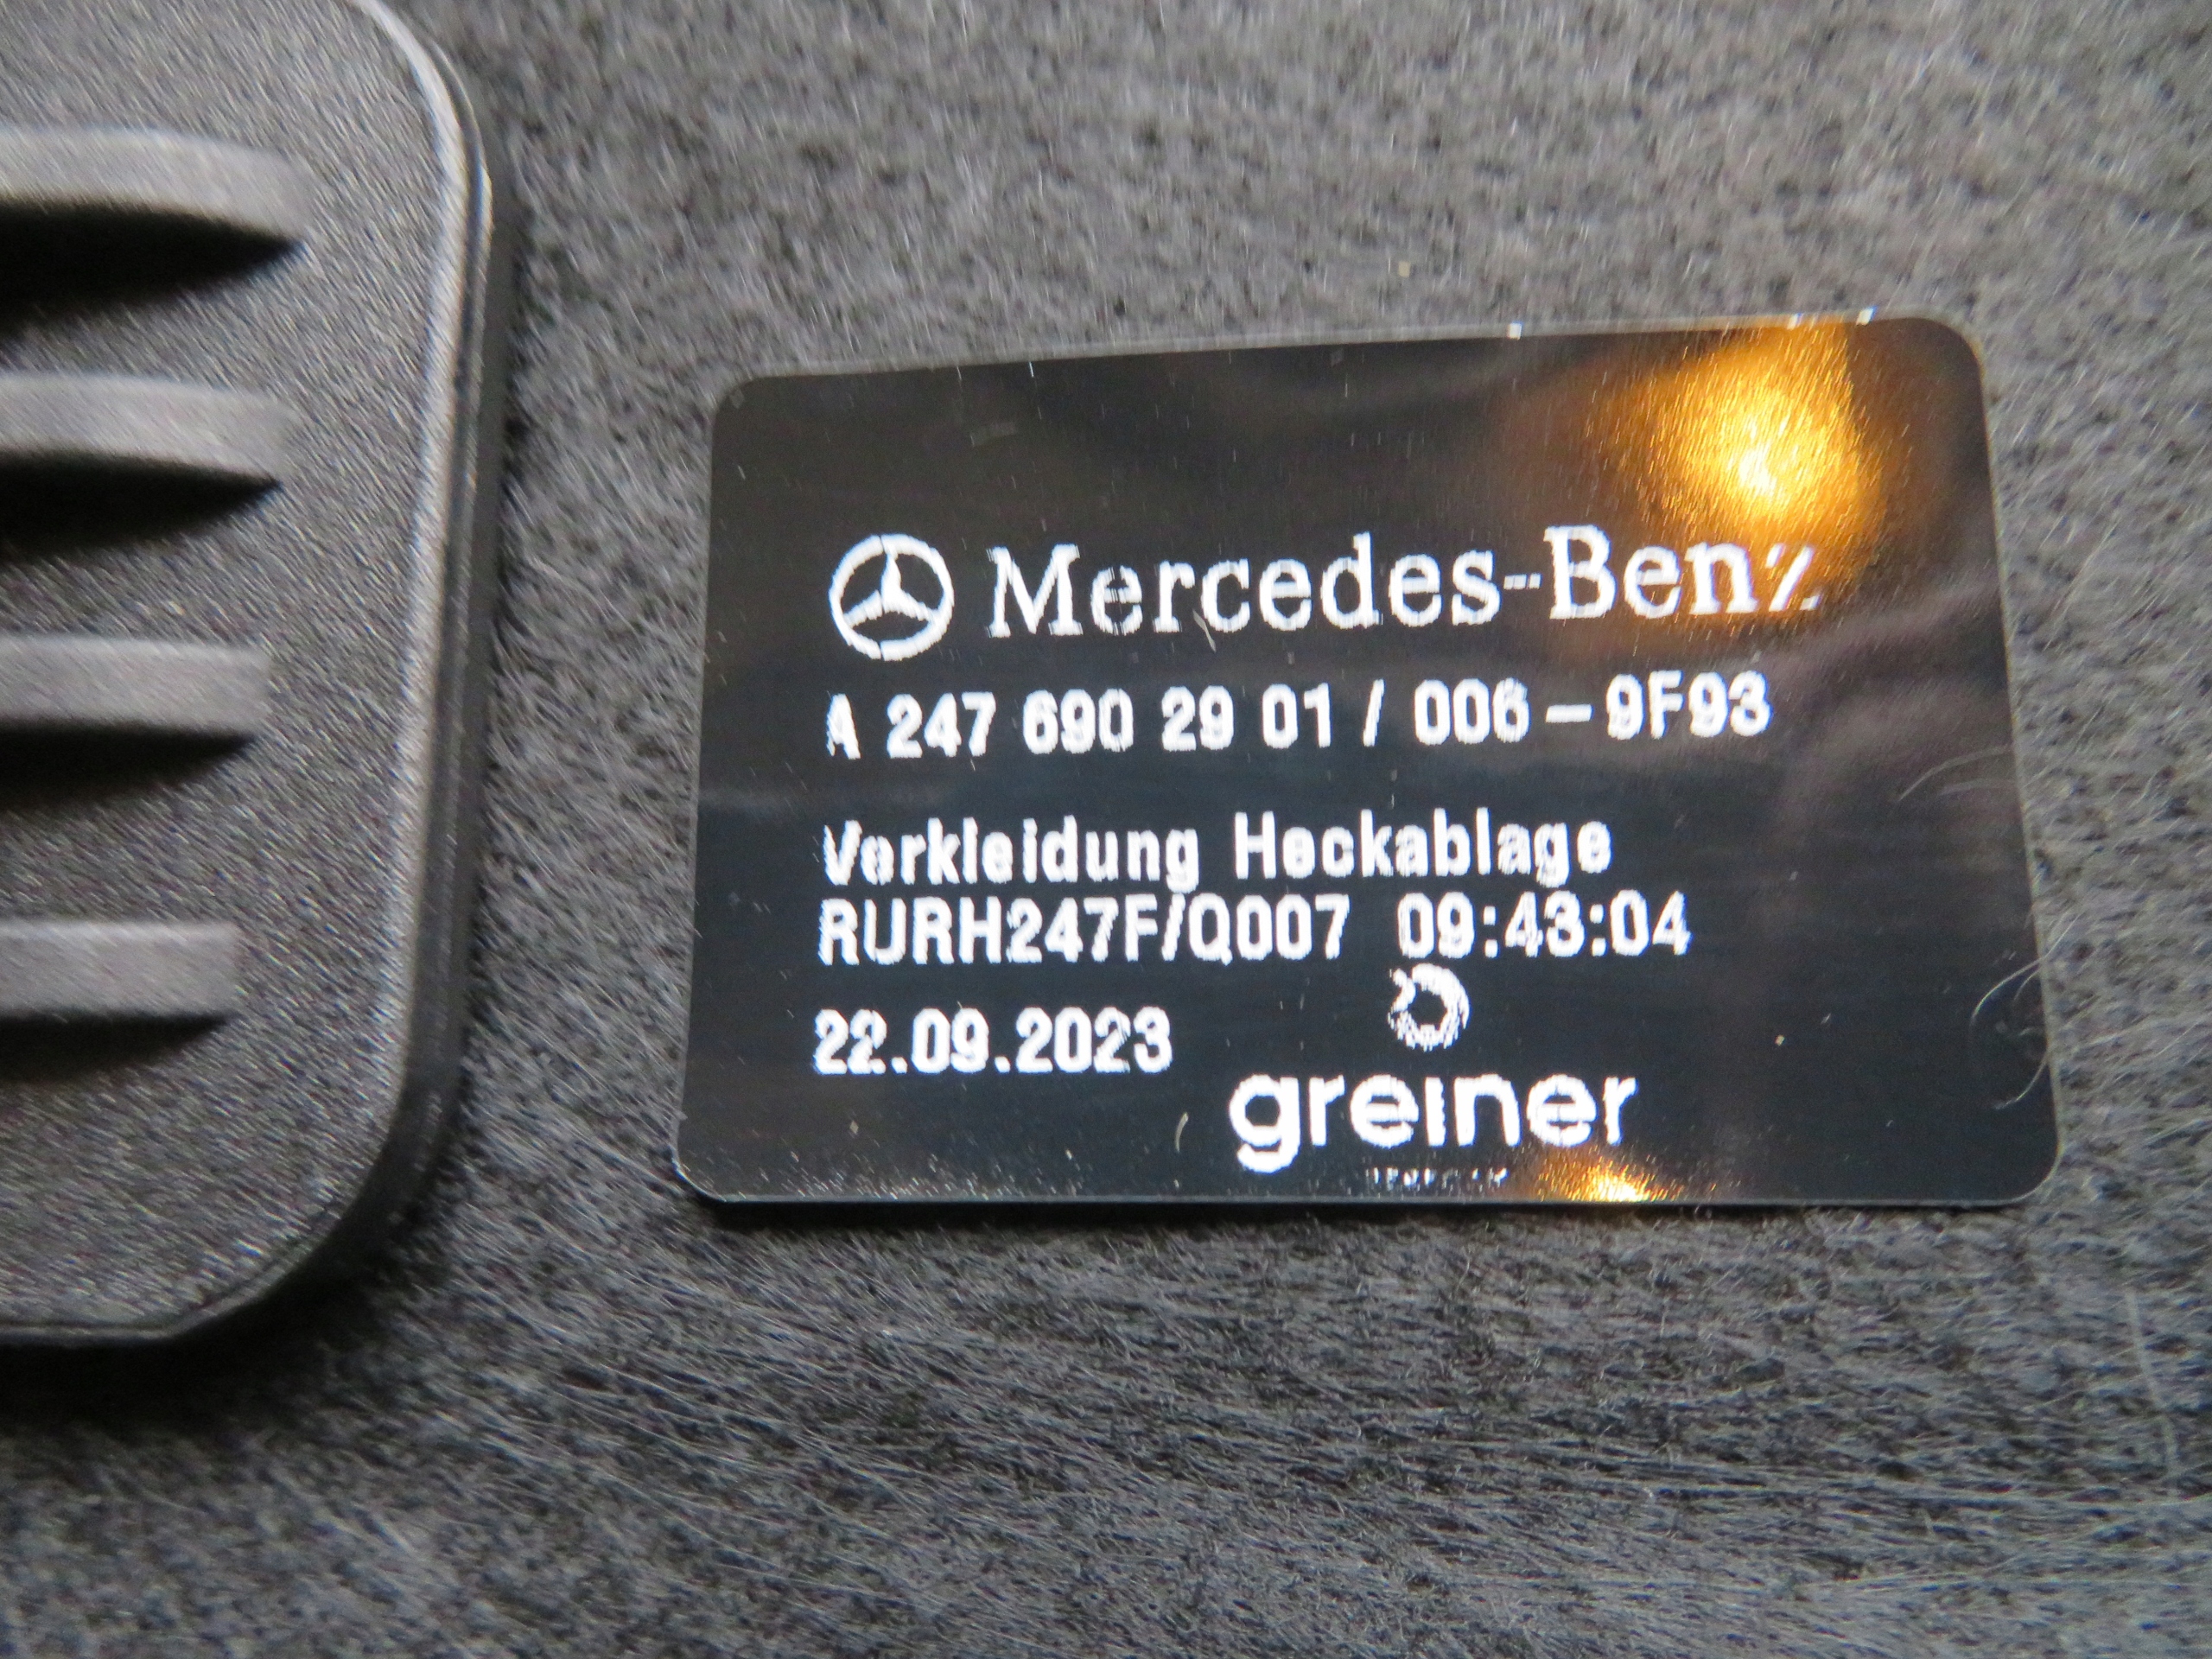 Mercedes-Benz
A 247 690 29 01 / 006 – 9F93
Verkleidung Heckablage
RURH247F/Q007 09:43:04
22.09.2023
greiner